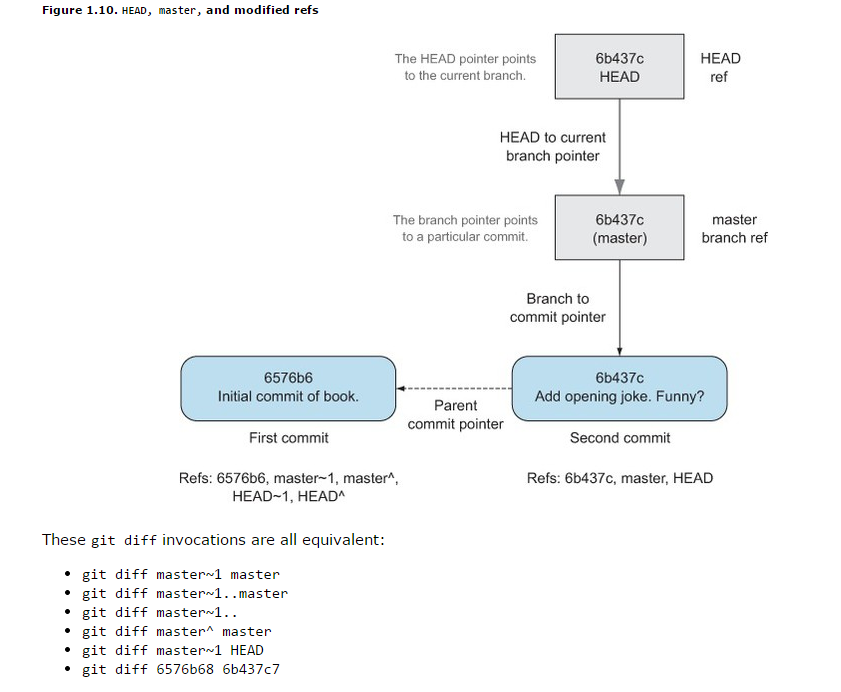 Figure 1.10. HEAD, master, and modified refs
The HEAD pointer points
to the current branch.
6b437c
HEAD
HEAD
ref
HEAD to current
branch pointer
The branch pointer points
to a particular commit.
6b437c
(master)
master
branch ref
Branch to
commit pointer
6576b6
Initial commit of book.
6b437c
Add opening joke. Funny?
Parent
commit pointer
First commit
Second commit
Refs: 6576b6, master~1, master^,
HEAD~1, HEAD^
Refs: 6b437c, master, HEAD
These git diff invocations are all equivalent:
• git diff master~1 master
• git diff master~1..master
• git diff master~1..
• git diff master^ master
• git diff master~1 HEAD
• git diff 6576b68 6b437c7